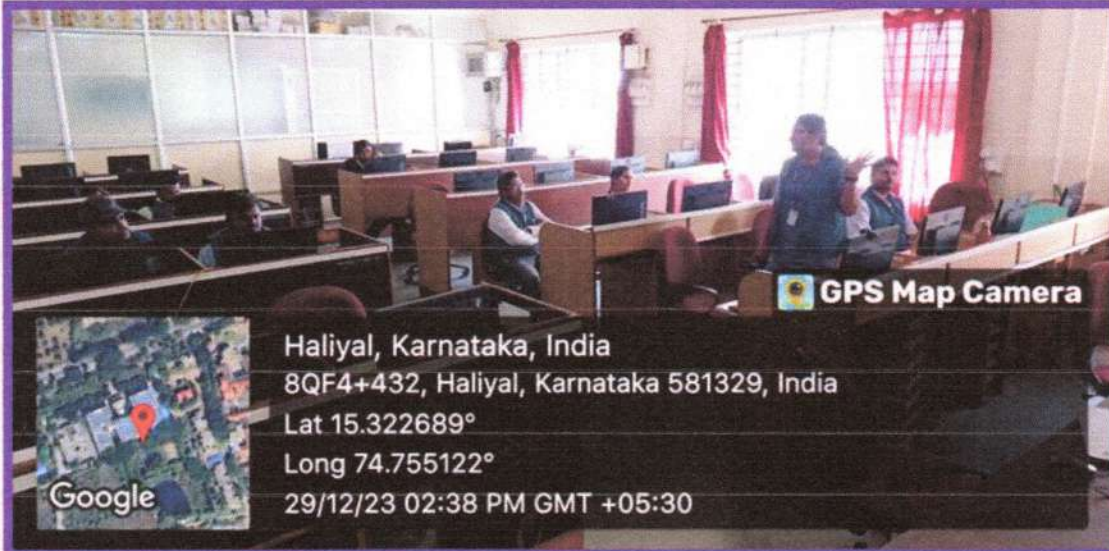 GPS Map Camera
Haliyal, Karnataka, India
8QF4+432, Haliyal, Karnataka 581329, India
Lat 15.322689°
Long 74.755122°
29/12/23 02:38 PM GMT +05:30
Google